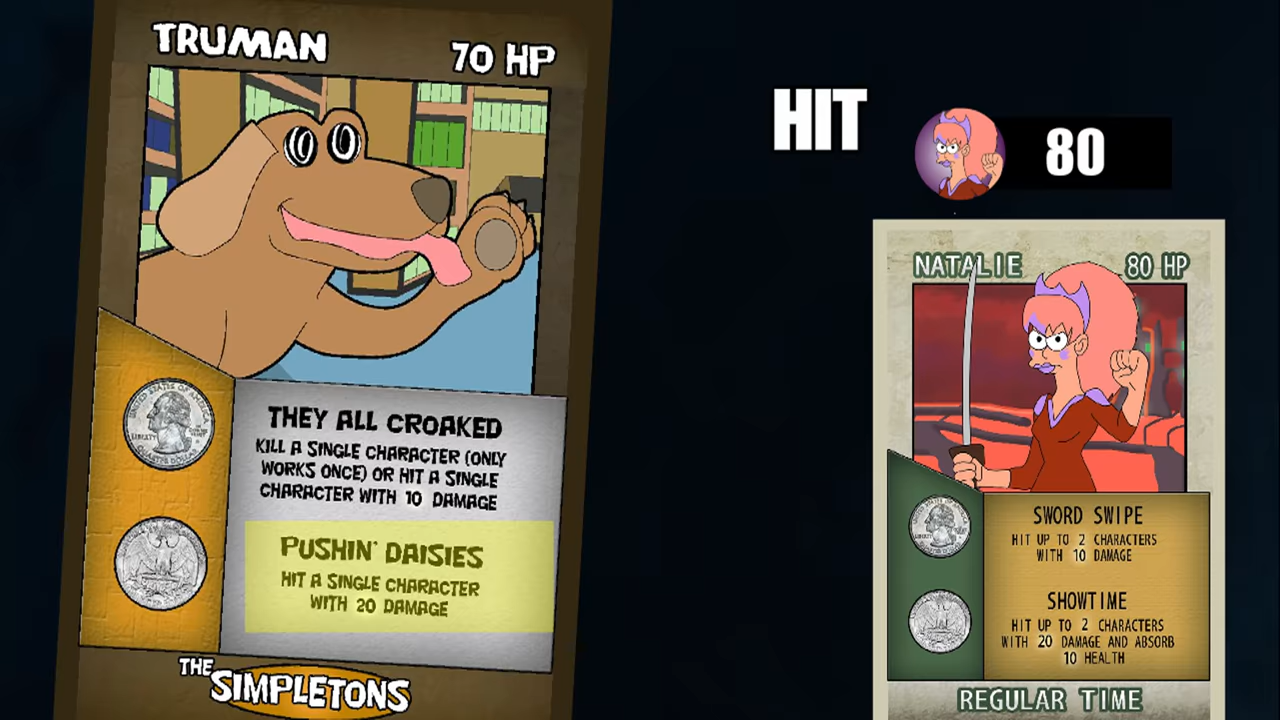 TRUMAN
70 HP
THEY ALL CROAKED
KILL A SINGLE CHARACTER (ONLY
WORKS ONCE) OR HIT A SINGLE
CHARACTER WITH 10 DAMAGE
PUSHIN' DAISIES
HIT A SINGLE CHARACTER
WITH 20 DAMAGE
THE
SIMPLETONS
HIT
80
NATALIE
80 HP
SWORD SWIPE
HIT UP TO 2 CHARACTERS
WITH 10 DAMAGE
SHOWTIME
HIT UP TO 2 CHARACTERS
WITH 20 DAMAGE AND ABSORB
10 HEALTH
REGULAR TIME